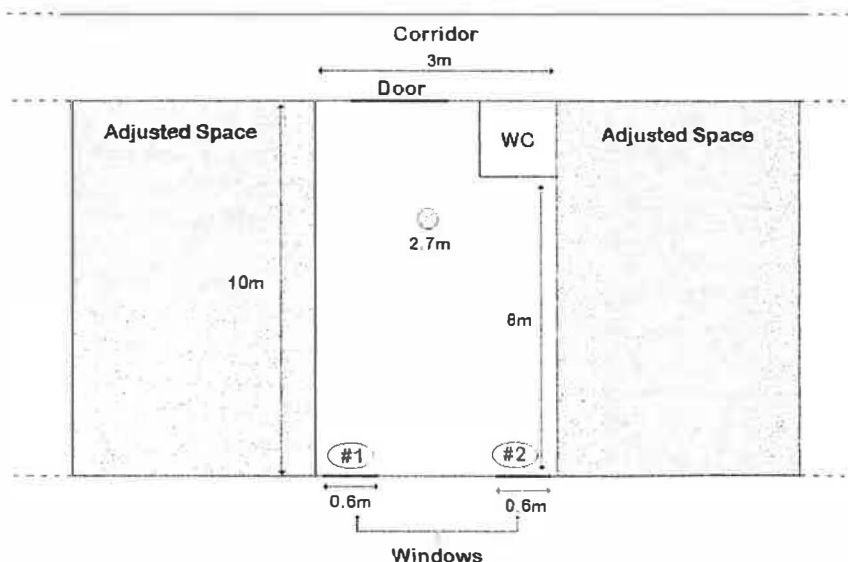 Corridor
3m
Door
Adjusted Space
WC
Adjusted Space
2.7m
10m
8m
#1
#2
0.6m
0.6m
Windows